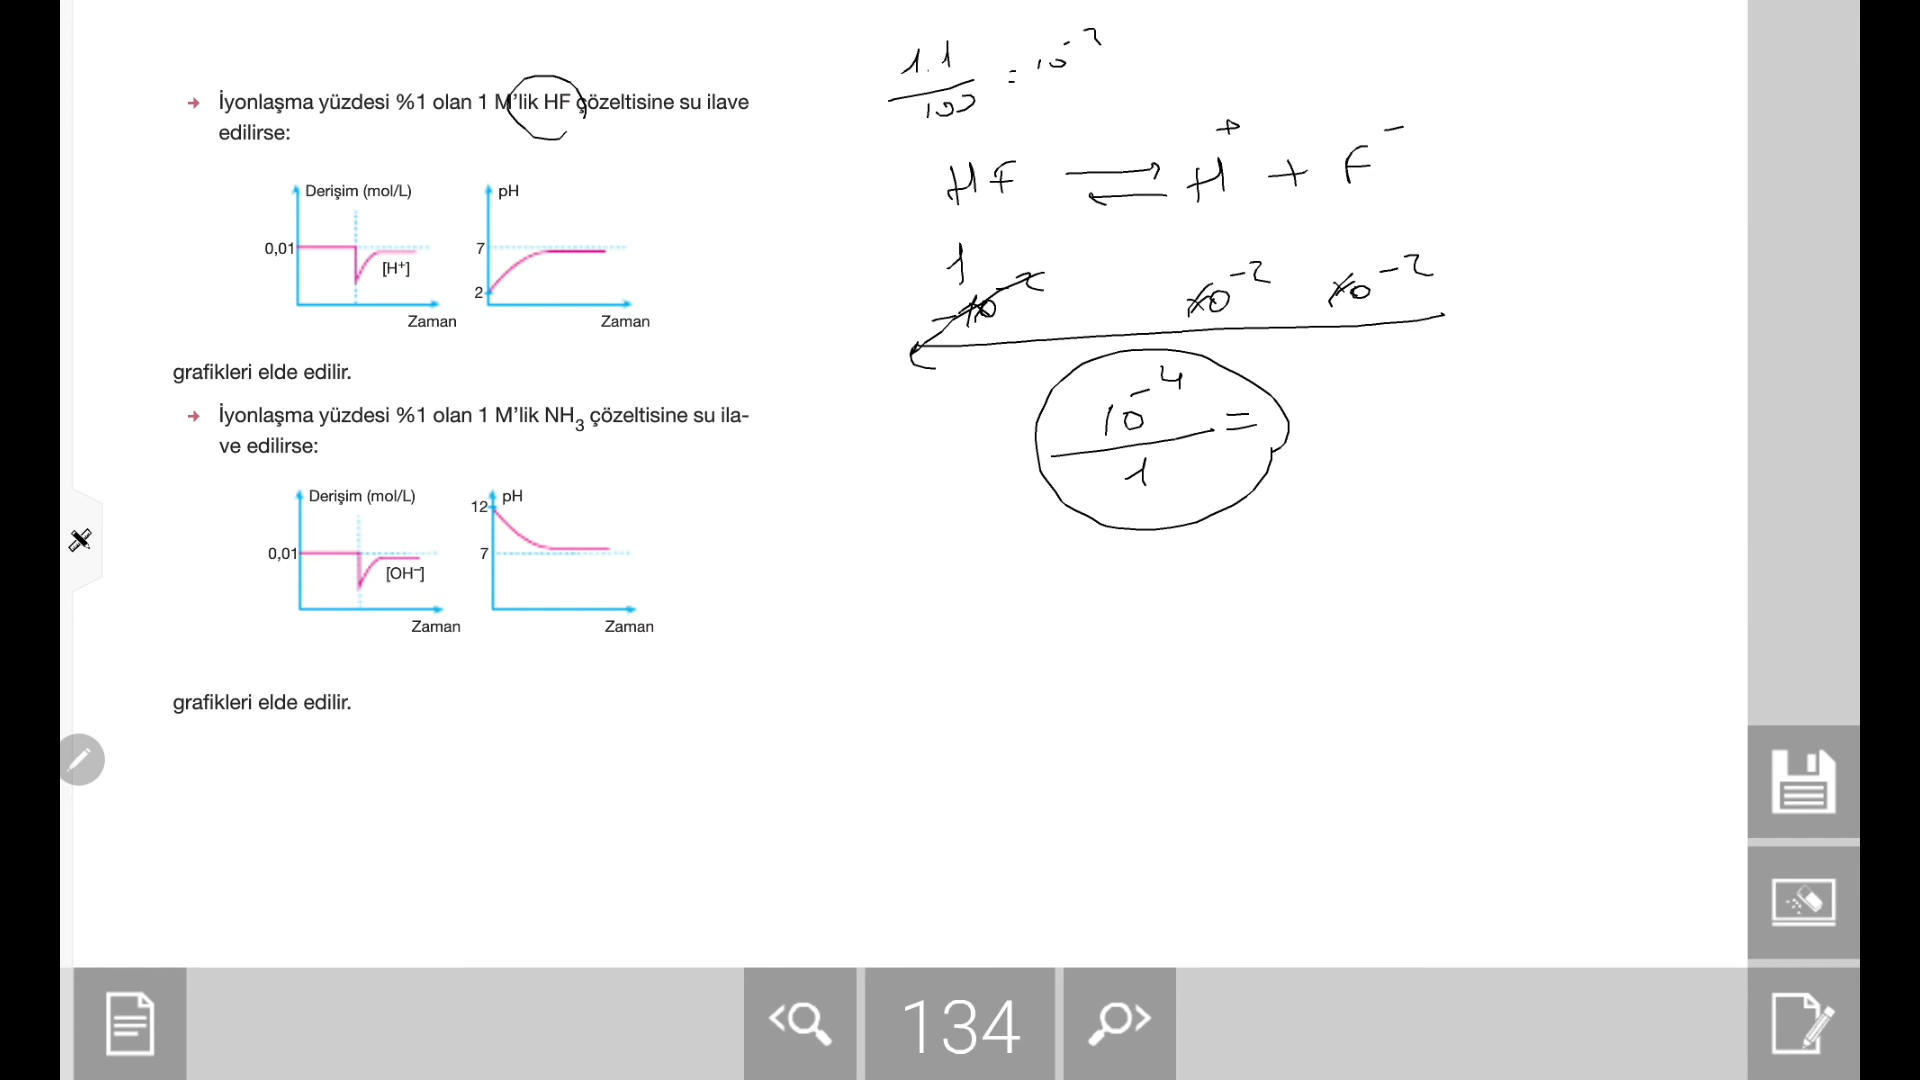 → İyonlaşma yüzdesi %1 olan 1 M'lik HF çözeltisine su ilave
edilirse:
Derişim (mol/L)
0,01
[H⁺]
Zaman
pH
7
2
Zaman
grafikleri elde edilir.
→ İyonlaşma yüzdesi %1 olan 1 M'lik NH₃ çözeltisine su ila-
ve edilirse:
Derişim (mol/L)
0,01
[OH⁻]
Zaman
pH
12
7
Zaman
grafikleri elde edilir.
1.1/100 = 10⁻²
HF ⇌ H⁺ + F⁻
1
-10⁻² 10⁻² 10⁻²
10⁻⁴/1 =
134